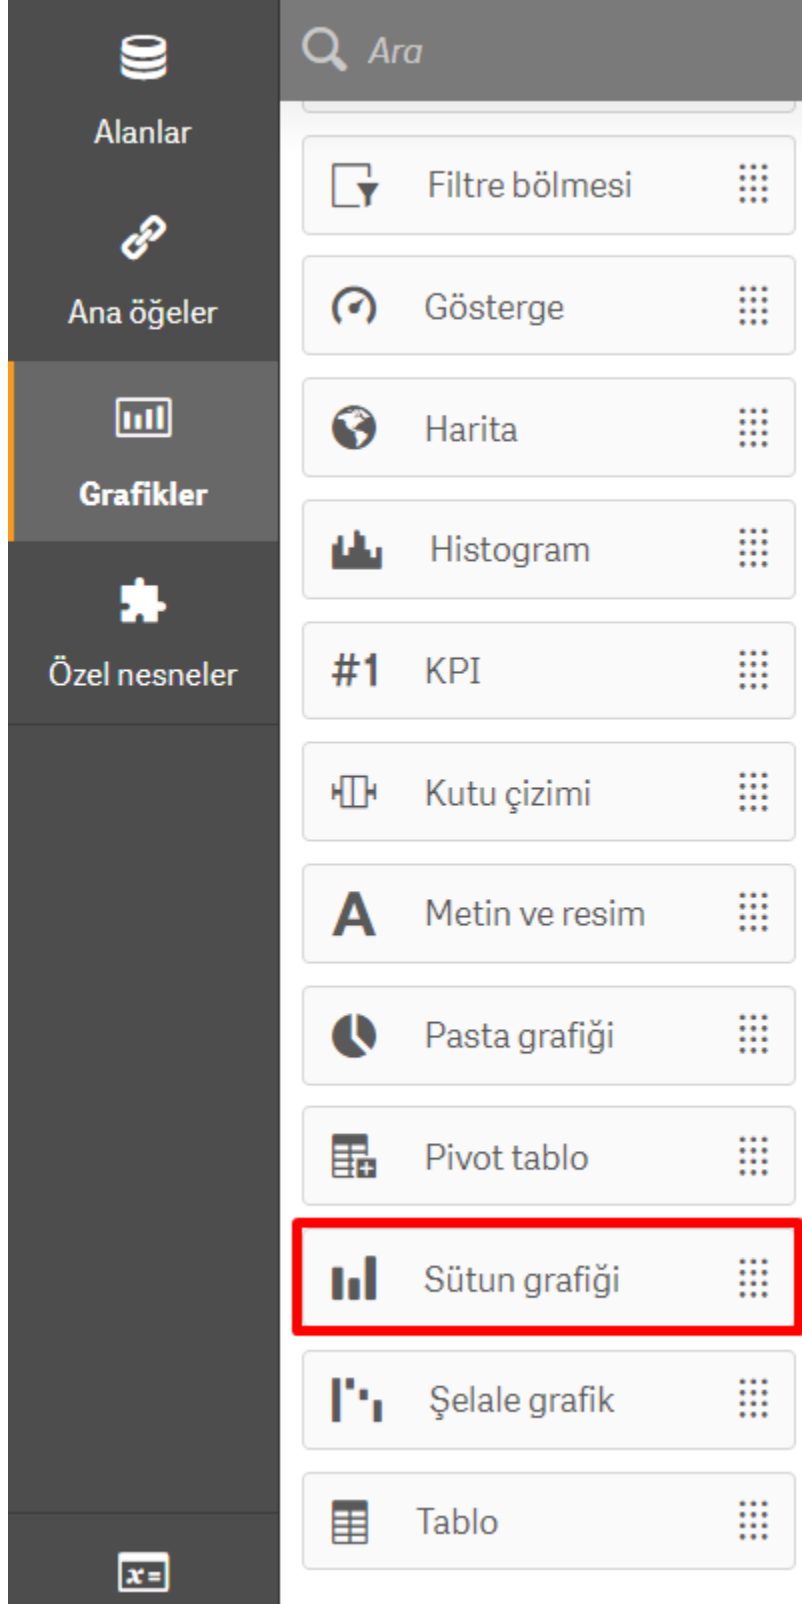 Alanlar
Ana öğeler
Grafikler
Özel nesneler
x=
Ara
Filtre bölmesi
Gösterge
Harita
Histogram
#1 KPI
Kutu çizimi
A Metin ve resim
Pasta grafiği
Pivot tablo
Sütun grafiği
Şelale grafik
Tablo